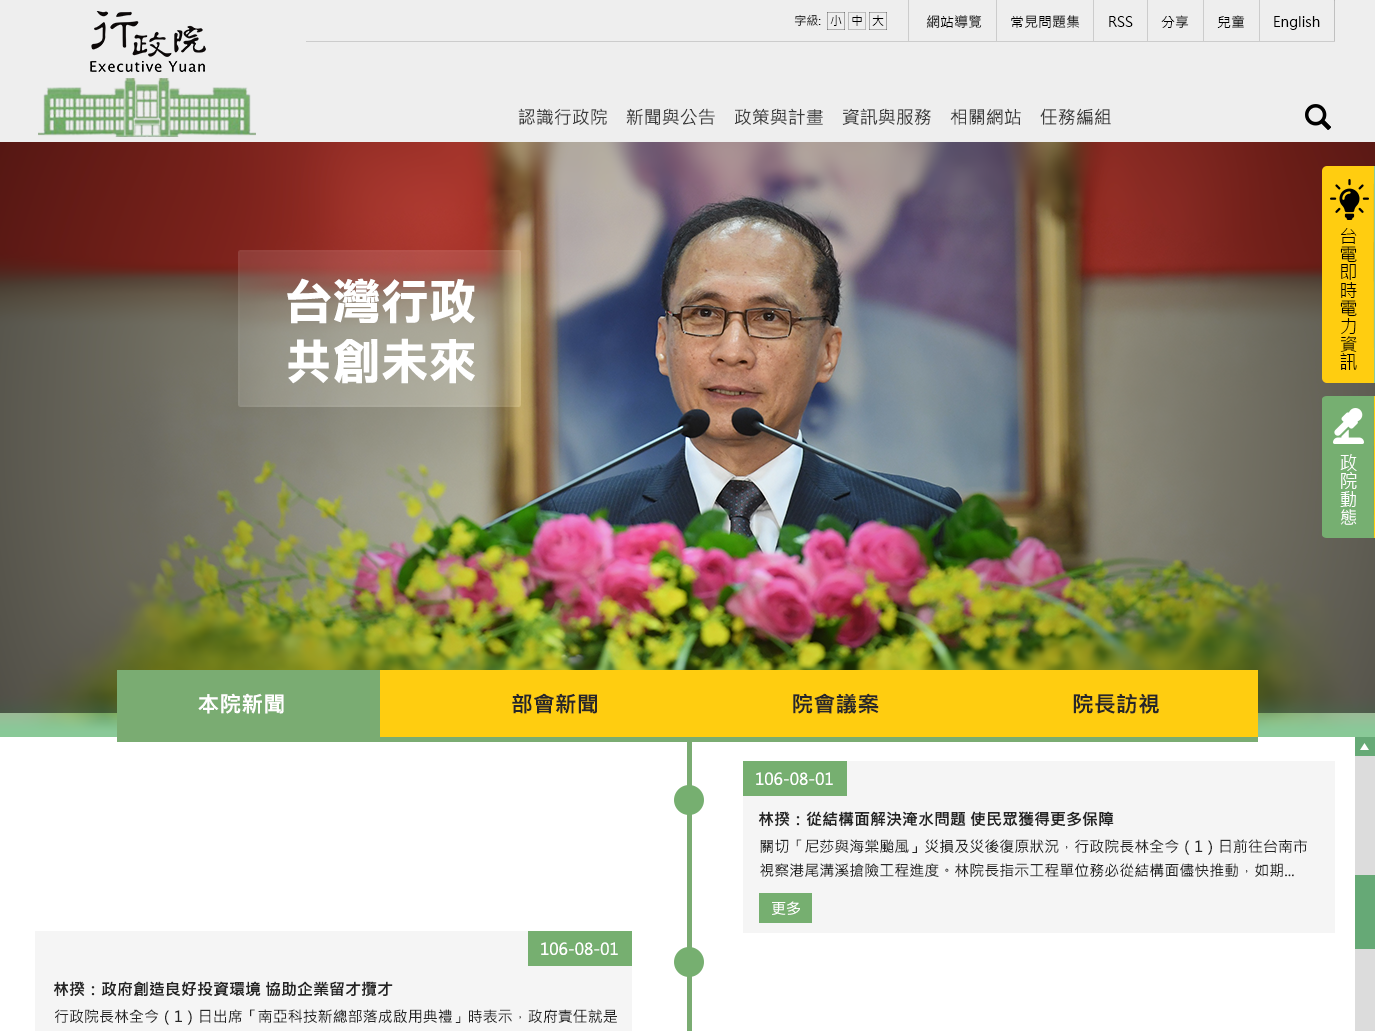 行政院
Executive Yuan
字級: 小 中 大
網站導覽
常見問題集
RSS
分享
兒童
English
認識行政院
新聞與公告
政策與計畫
資訊與服務
相關網站
任務編組
台灣行政
共創未來
台電即時電力資訊
政院動態
本院新聞
部會新聞
院會議案
院長訪視
106-08-01
林揆：從結構面解決淹水問題 使民眾獲得更多保障
關切「尼莎與海棠颱風」災損及災後復原狀況，行政院長林全今（1）日前往台南市
視察港尾溝溪搶險工程進度。林院長指示工程單位務必從結構面儘快推動，如期...
更多
106-08-01
林揆：政府創造良好投資環境 協助企業留才攬才
行政院長林全今（1）日出席「南亞科技新總部落成啟用典禮」時表示，政府責任就是